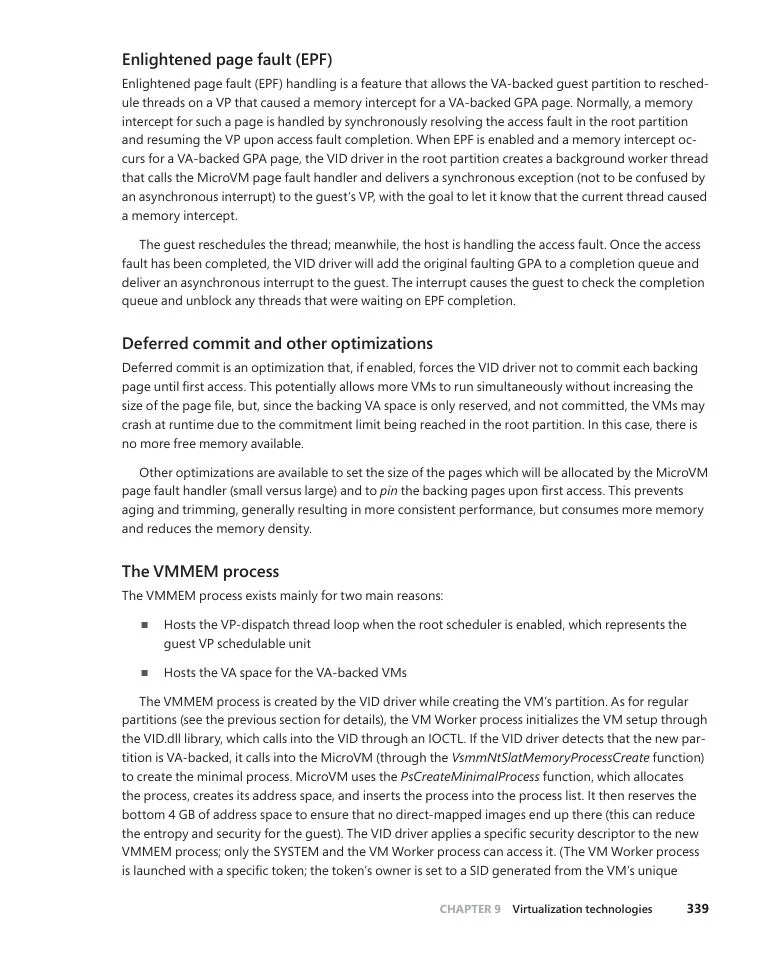 Enlightened page fault (EPF)
Enlightened page fault (EPF) handling is a feature that allows the VA-backed guest partition to resched-
ule threads on a VP that caused a memory intercept for a VA-backed GPA page. Normally, a memory
intercept for such a page is handled by synchronously resolving the access fault in the root partition
and resuming the VP upon access fault completion. When EPF is enabled and a memory intercept oc-
curs for a VA-backed GPA page, the VID driver in the root partition creates a background worker thread
that calls the MicroVM page fault handler and delivers a synchronous exception (not to be confused by
an asynchronous interrupt) to the guest’s VP, with the goal to let it know that the current thread caused
a memory intercept.
The guest reschedules the thread; meanwhile, the host is handling the access fault. Once the access
fault has been completed, the VID driver will add the original faulting GPA to a completion queue and
deliver an asynchronous interrupt to the guest. The interrupt causes the guest to check the completion
queue and unblock any threads that were waiting on EPF completion.
Deferred commit and other optimizations
Deferred commit is an optimization that, if enabled, forces the VID driver not to commit each backing
page until first access. This potentially allows more VMs to run simultaneously without increasing the
size of the page file, but, since the backing VA space is only reserved, and not committed, the VMs may
crash at runtime due to the commitment limit being reached in the root partition. In this case, there is
no more free memory available.
Other optimizations are available to set the size of the pages which will be allocated by the MicroVM
page fault handler (small versus large) and to pin the backing pages upon first access. This prevents
aging and trimming, generally resulting in more consistent performance, but consumes more memory
and reduces the memory density.
The VMMEM process
The VMMEM process exists mainly for two main reasons:
■ Hosts the VP-dispatch thread loop when the root scheduler is enabled, which represents the
guest VP schedulable unit
■ Hosts the VA space for the VA-backed VMs
The VMMEM process is created by the VID driver while creating the VM’s partition. As for regular
partitions (see the previous section for details), the VM Worker process initializes the VM setup through
the VID.dll library, which calls into the VID through an IOCTL. If the VID driver detects that the new par-
tition is VA-backed, it calls into the MicroVM (through the VsmmNtSlatMemoryProcessCreate function)
to create the minimal process. MicroVM uses the PsCreateMinimalProcess function, which allocates
the process, creates its address space, and inserts the process into the process list. It then reserves the
bottom 4 GB of address space to ensure that no direct-mapped images end up there (this can reduce
the entropy and security for the guest). The VID driver applies a specific security descriptor to the new
VMMEM process; only the SYSTEM and the VM Worker process can access it. (The VM Worker process
is launched with a specific token; the token’s owner is set to a SID generated from the VM’s unique
CHAPTER 9 Virtualization technologies 339